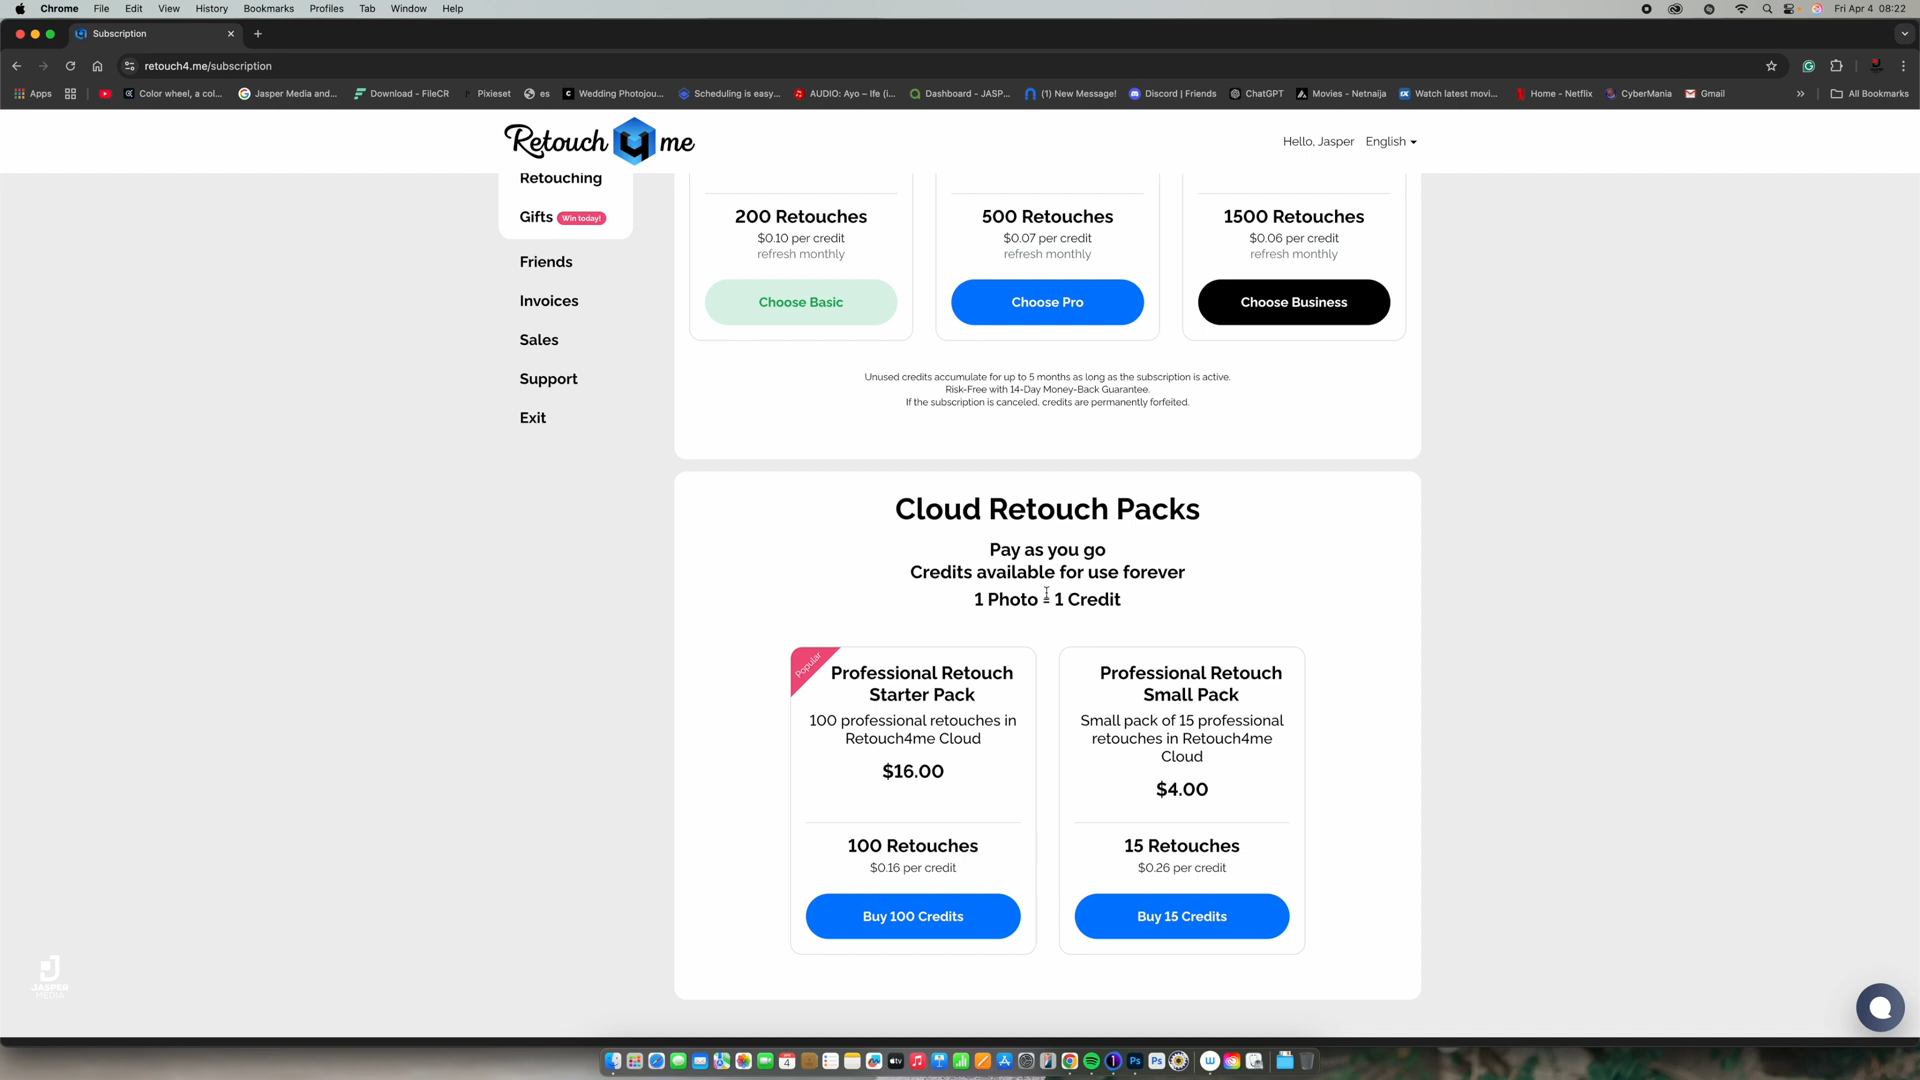 Chrome File Edit View History Bookmarks Profiles Tab Window Help
Fri Apr 4 08:22
Subscription
retouch4.me/subscription
Apps
Color wheel, a col...
Jasper Media and...
Download - FileCR
Pixieset
es
Wedding Photojou...
Scheduling is easy...
AUDIO: Ayo – Ife (i...
Dashboard - JASP...
(1) New Message!
Discord | Friends
ChatGPT
Movies - Netnaija
Watch latest movi...
Home - Netflix
CyberMania
Gmail
All Bookmarks
Retouch 4 me
Hello, Jasper
English
Retouching
Gifts Win today!
Friends
Invoices
Sales
Support
Exit
200 Retouches
$0.10 per credit
refresh monthly
Choose Basic
500 Retouches
$0.07 per credit
refresh monthly
Choose Pro
1500 Retouches
$0.06 per credit
refresh monthly
Choose Business
Unused credits accumulate for up to 5 months as long as the subscription is active.
Risk-Free with 14-Day Money-Back Guarantee.
If the subscription is canceled, credits are permanently forfeited.
Cloud Retouch Packs
Pay as you go
Credits available for use forever
1 Photo = 1 Credit
Popular
Professional Retouch
Starter Pack
100 professional retouches in
Retouch4me Cloud
$16.00
100 Retouches
$0.16 per credit
Buy 100 Credits
Professional Retouch
Small Pack
Small pack of 15 professional
retouches in Retouch4me
Cloud
$4.00
15 Retouches
$0.26 per credit
Buy 15 Credits
JASPER
MEDIA